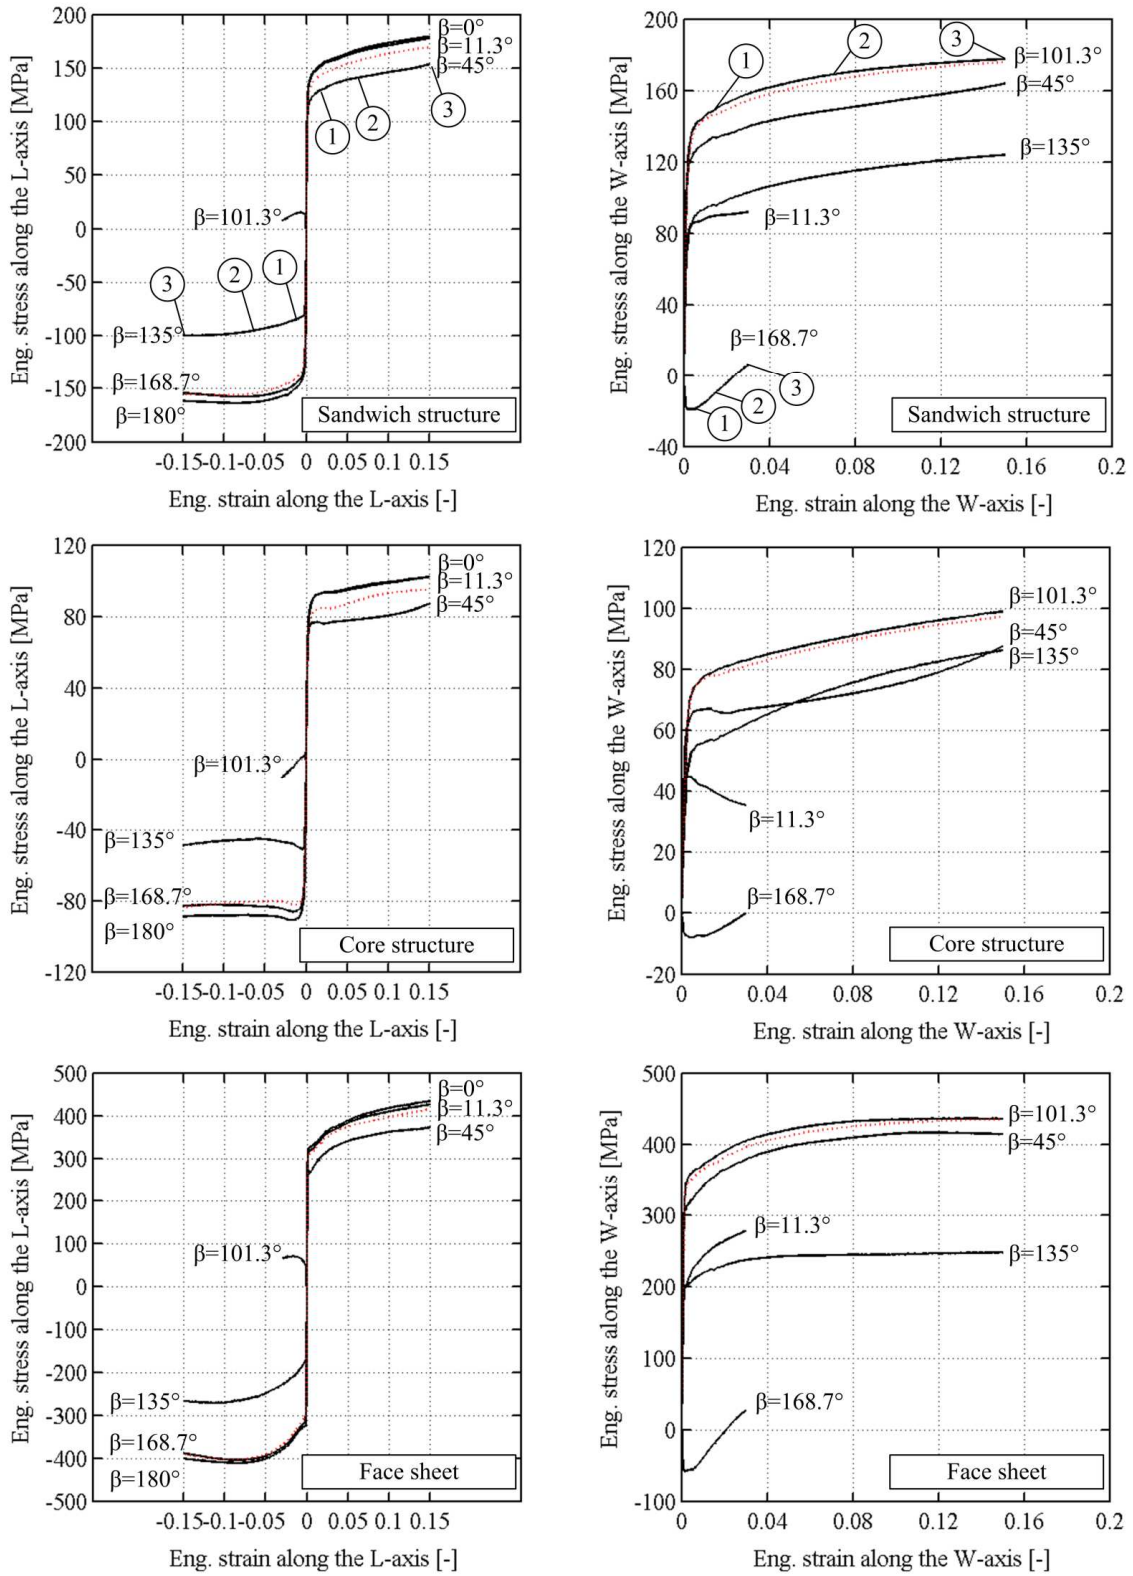 200
150
100
50
0
-50
-100
-150
-200
Eng. stress along the L-axis [MPa]
β=0°
β=11.3°
β=45°
1
2
3
β=101.3°
3
2
1
β=135°
β=168.7°
β=180°
Sandwich structure
-0.15 -0.1 -0.05 0 0.05 0.1 0.15
Eng. strain along the L-axis [-]
200
160
120
80
40
0
-40
Eng. stress along the W-axis [MPa]
1
2
3
β=101.3°
β=45°
β=135°
β=11.3°
β=168.7°
3
2
1
Sandwich structure
0 0.04 0.08 0.12 0.16 0.2
Eng. strain along the W-axis [-]
120
80
40
0
-40
-80
-120
Eng. stress along the L-axis [MPa]
β=0°
β=11.3°
β=45°
β=101.3°
β=135°
β=168.7°
β=180°
Core structure
-0.15 -0.1 -0.05 0 0.05 0.1 0.15
Eng. strain along the L-axis [-]
120
100
80
60
40
20
0
-20
Eng. stress along the W-axis [MPa]
β=101.3°
β=45°
β=135°
β=11.3°
β=168.7°
Core structure
0 0.04 0.08 0.12 0.16 0.2
Eng. strain along the W-axis [-]
500
400
300
200
100
0
-100
-200
-300
-400
-500
Eng. stress along the L-axis [MPa]
β=0°
β=11.3°
β=45°
β=101.3°
β=135°
β=168.7°
β=180°
Face sheet
-0.15 -0.1 -0.05 0 0.05 0.1 0.15
Eng. strain along the L-axis [-]
500
400
300
200
100
0
-100
Eng. stress along the W-axis [MPa]
β=101.3°
β=45°
β=11.3°
β=135°
β=168.7°
Face sheet
0 0.04 0.08 0.12 0.16 0.2
Eng. strain along the W-axis [-]